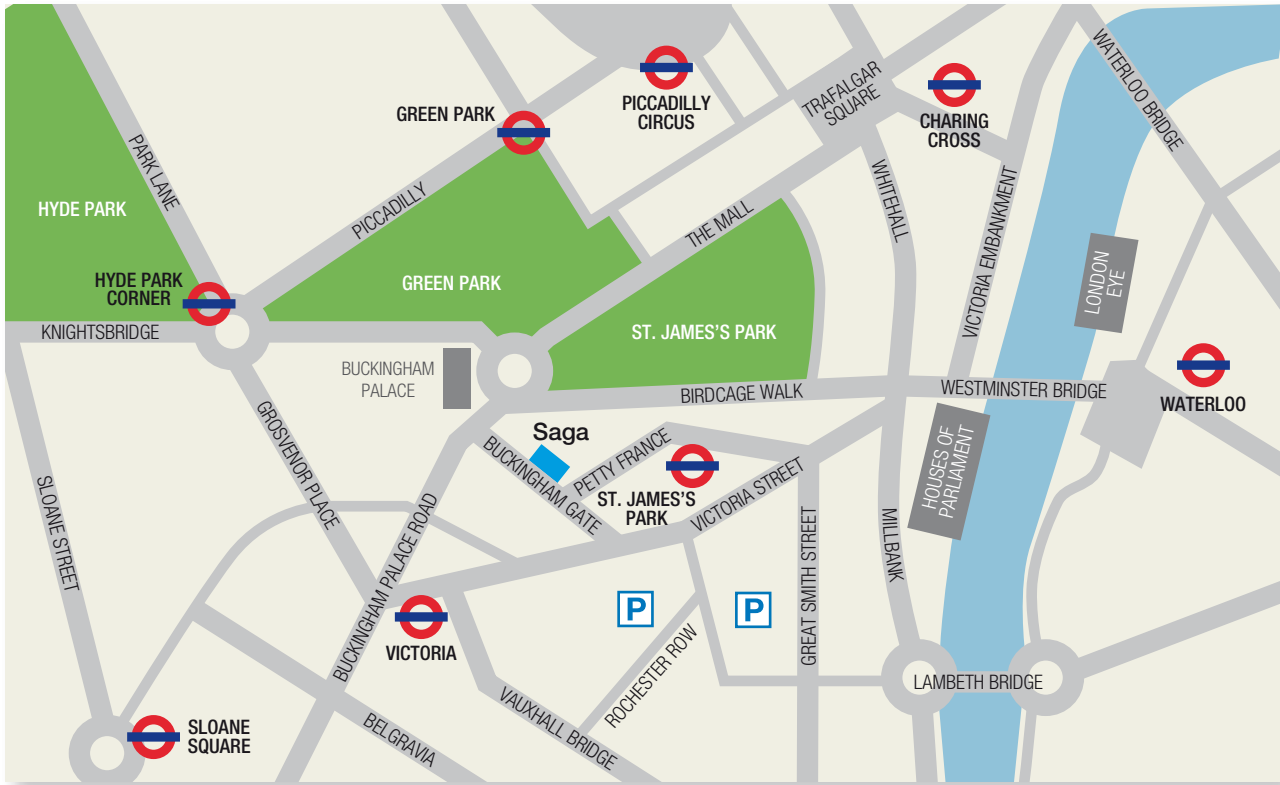 WATERLOO BRIDGE
TRAFALGAR
SQUARE
PICCADILLY
CIRCUS
GREEN PARK
CHARING
CROSS
PARK LANE
WHITEHALL
HYDE PARK
PICCADILLY
THE MALL
VICTORIA EMBANKMENT
LONDON
EYE
HYDE PARK
CORNER
GREEN PARK
KNIGHTSBRIDGE
ST. JAMES'S PARK
BUCKINGHAM
PALACE
BIRDCAGE WALK
WESTMINSTER BRIDGE
WATERLOO
GROSVENOR PLACE
Saga
BUCKINGHAM GATE
PETTY FRANCE
HOUSES OF
PARLIAMENT
ST. JAMES'S
PARK
VICTORIA STREET
SLOANE STREET
BUCKINGHAM PALACE ROAD
GREAT SMITH STREET
MILLBANK
P
P
VICTORIA
ROCHESTER ROW
LAMBETH BRIDGE
VAUXHALL BRIDGE
BELGRAVIA
SLOANE
SQUARE